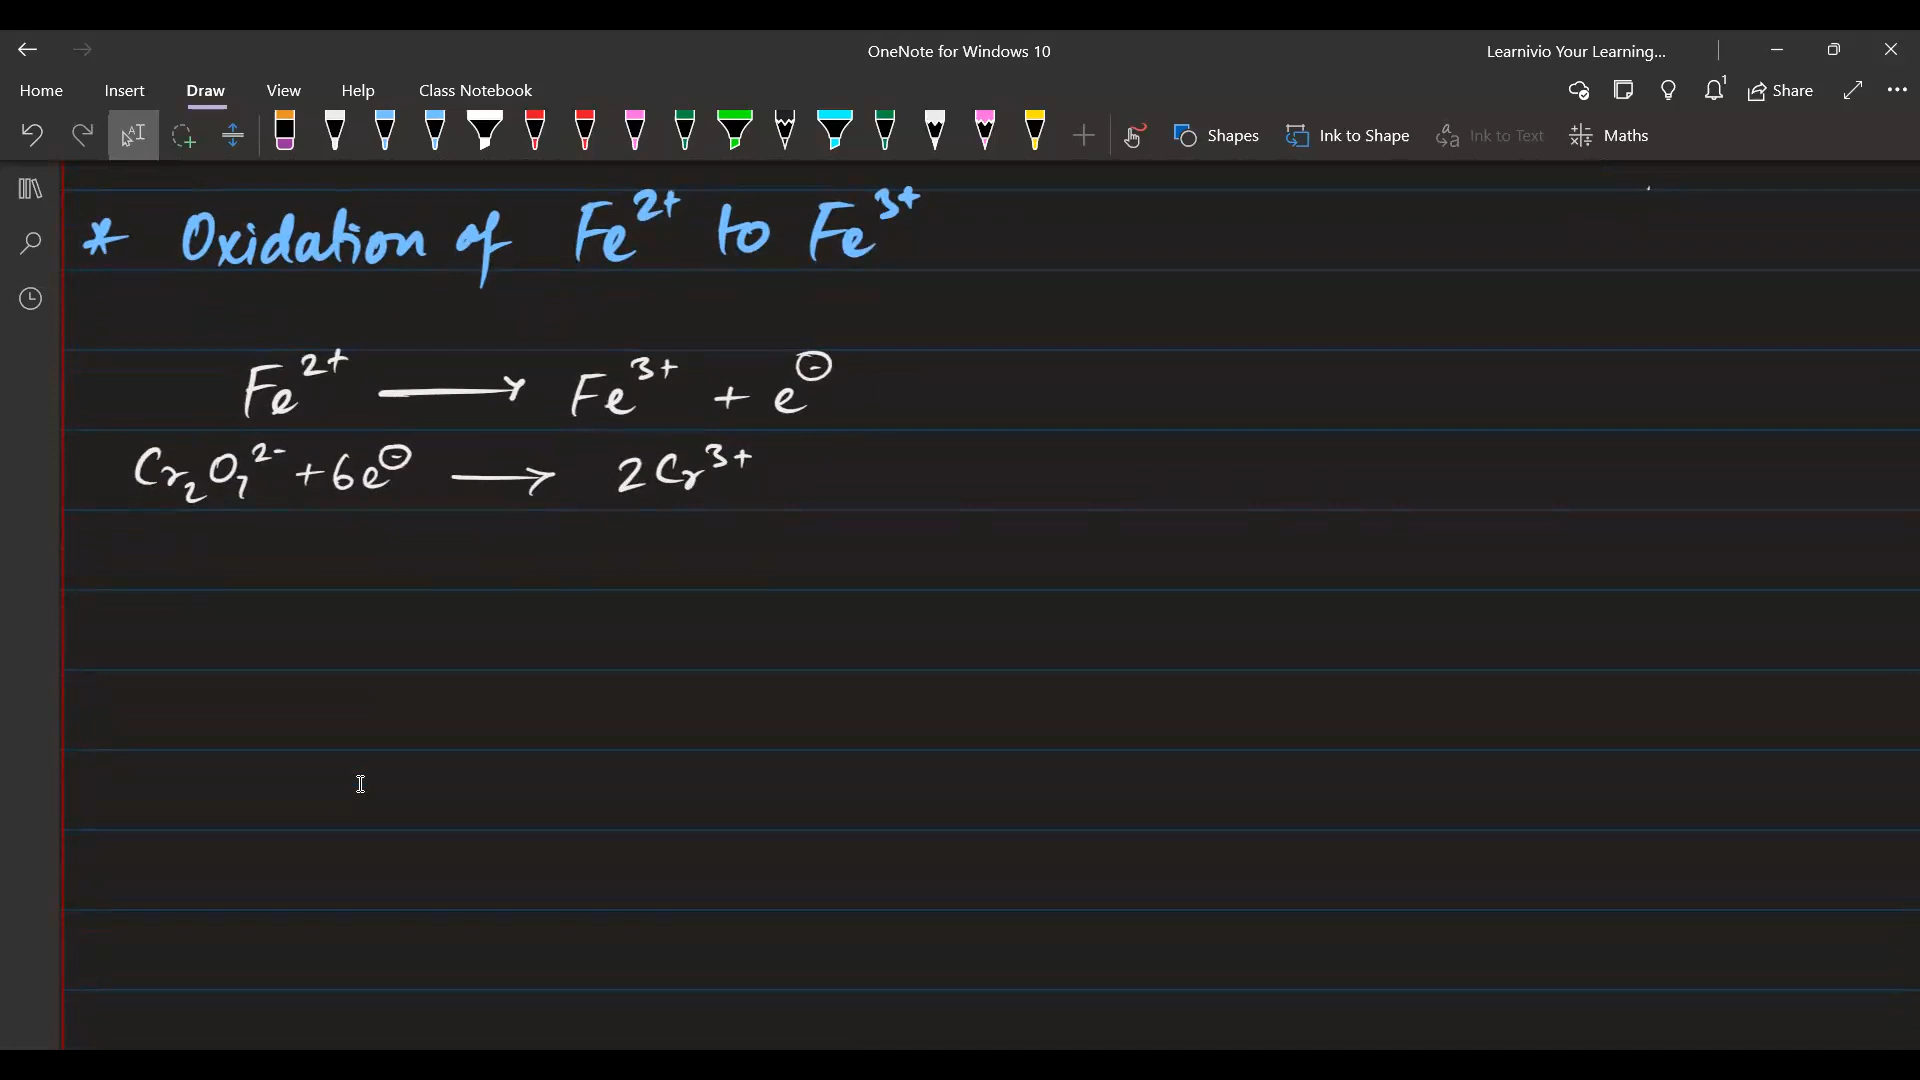 OneNote for Windows 10
Learnivio Your Learning...
Home Insert Draw View Help Class Notebook
1 Share
Shapes Ink to Shape Ink to Text Maths
* Oxidation of Fe²⁺ to Fe³⁺
Fe²⁺ ⟶ Fe³⁺ + e⊖
Cr₂O₇²⁻ + 6e⊖ ⟶ 2Cr³⁺